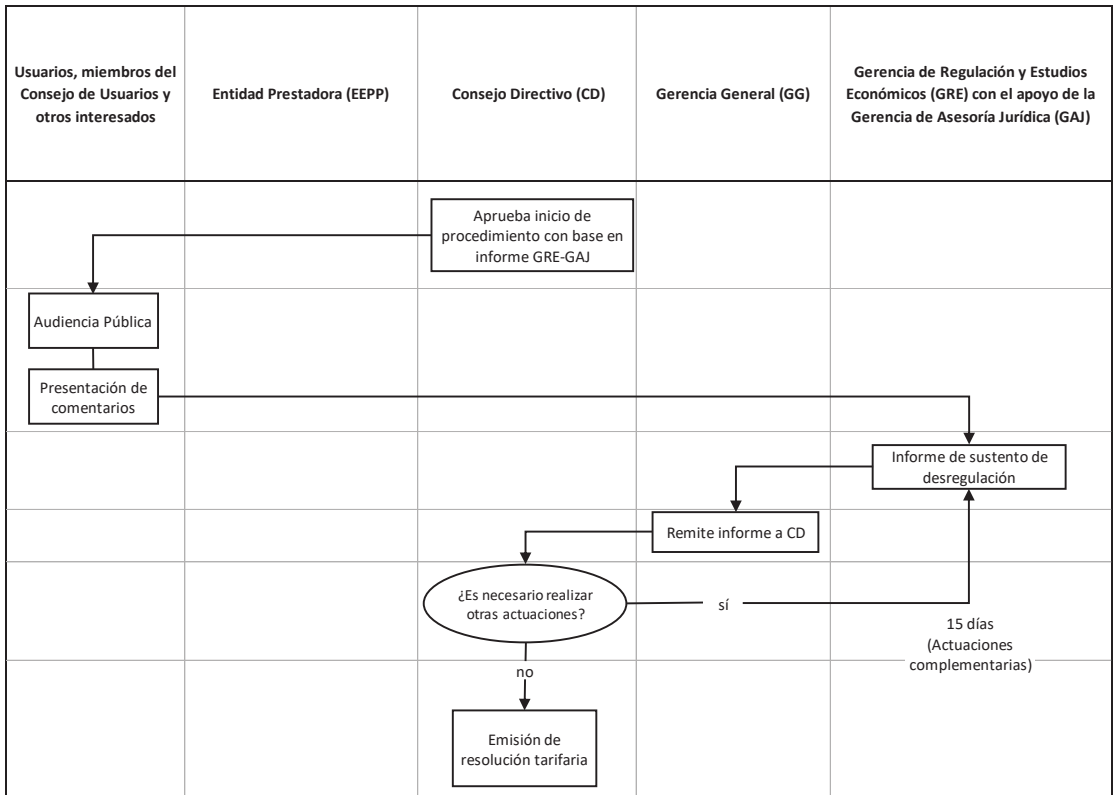 Usuarios, miembros del
Consejo de Usuarios y
otros interesados
Entidad Prestadora (EEPP)
Consejo Directivo (CD)
Gerencia General (GG)
Gerencia de Regulación y Estudios
Económicos (GRE) con el apoyo de la
Gerencia de Asesoría Jurídica (GAJ)
Aprueba inicio de
procedimiento con base en
informe GRE-GAJ
Audiencia Pública
Presentación de
comentarios
Informe de sustento de
desregulación
Remite informe a CD
¿Es necesario realizar
otras actuaciones?
sí
15 días
(Actuaciones
complementarias)
no
Emisión de
resolución tarifaria